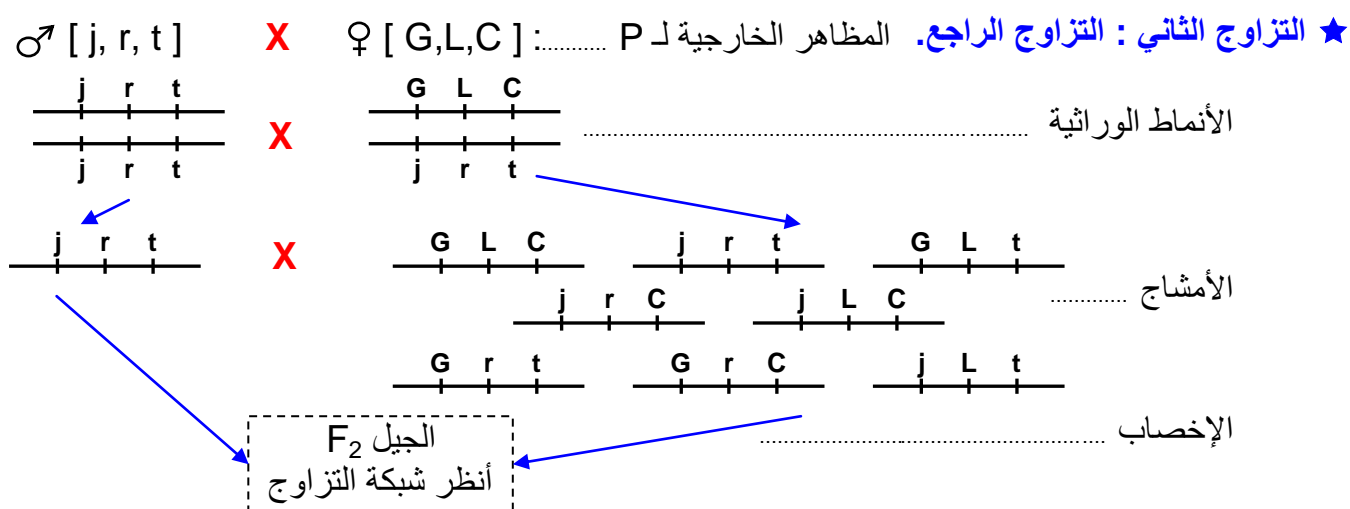 ★ التزاوج الثاني : التزاوج الراجع. المظاهر الخارجية لـ P .........: ♀ [ G,L,C ] X ♂ [ j, r, t ]
j r t G L C
الأنماط الوراثية ................ X
j r t j r t
j r t X G L C j r t G L t
الأمشاج ............
j r C j L C
G r t G r C j L t
الإخصاب ................
الجيل F₂
أنظر شبكة التزاوج